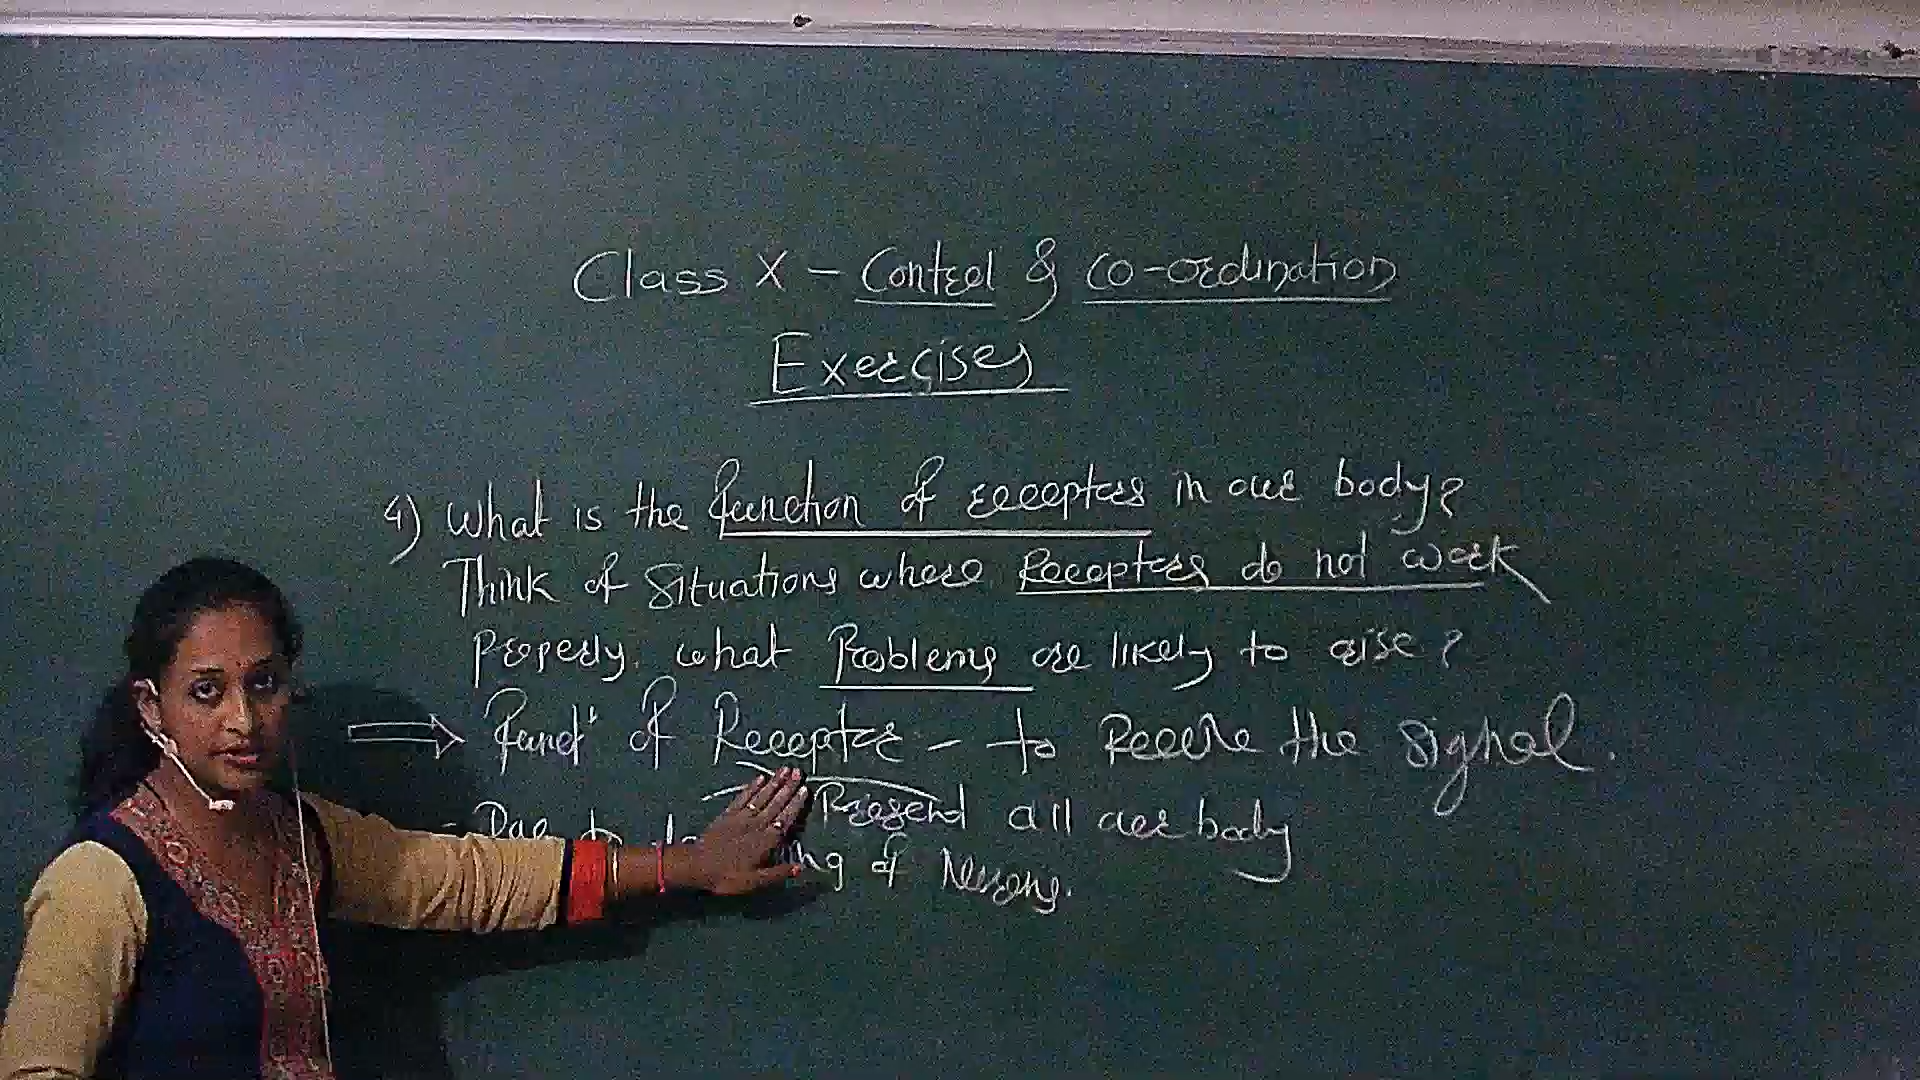 Class X - Control & Co-ordination
Exercises
4) What is the function of receptors in our body?
Think of situations where Receptors do not work
properly. what Problems are likely to arise?
⇒ funct' of Receptor - to Receive the signal.
- Present all our body
of Neurons.